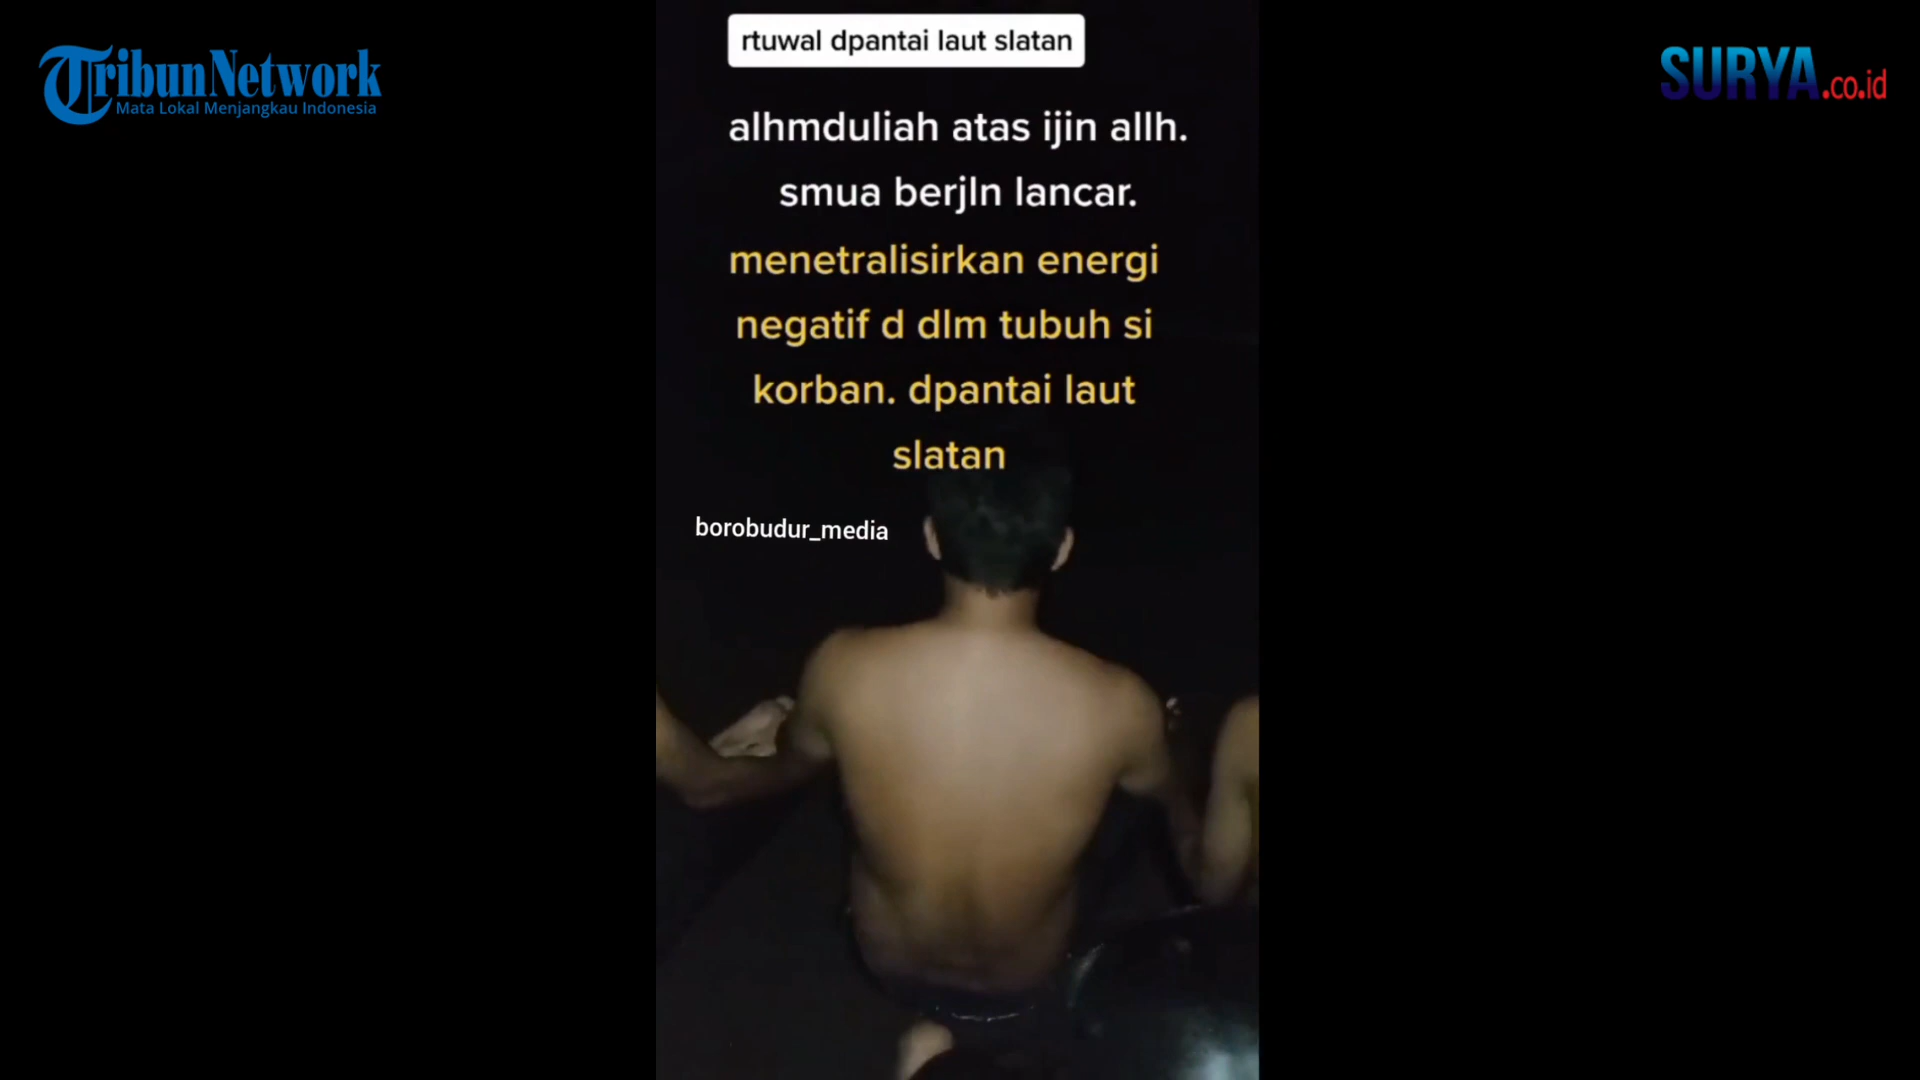 TribunNetwork
Mata Lokal Menjangkau Indonesia
SURYA.co.id
rtuwal dpantai laut slatan
alhmduliah atas ijin allh.
smua berjln lancar.
menetralisirkan energi
negatif d dlm tubuh si
korban. dpantai laut
slatan
borobudur_media